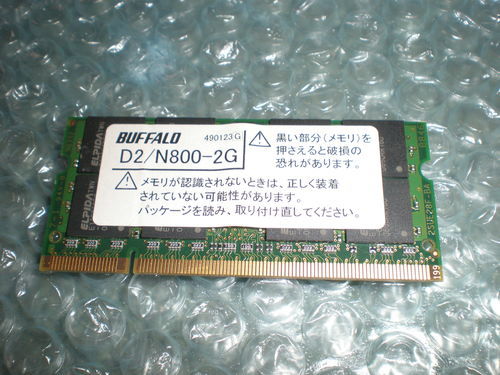 BUFFALO
490123G
D2/N800-2G
黒い部分（メモリ）を
押さえると破損の
恐れがあります。
メモリが認識されないときは、正しく装着
されていない可能性があります。
パッケージを読み、取り付け直してください。
ELPIDA
ELPIDA
199